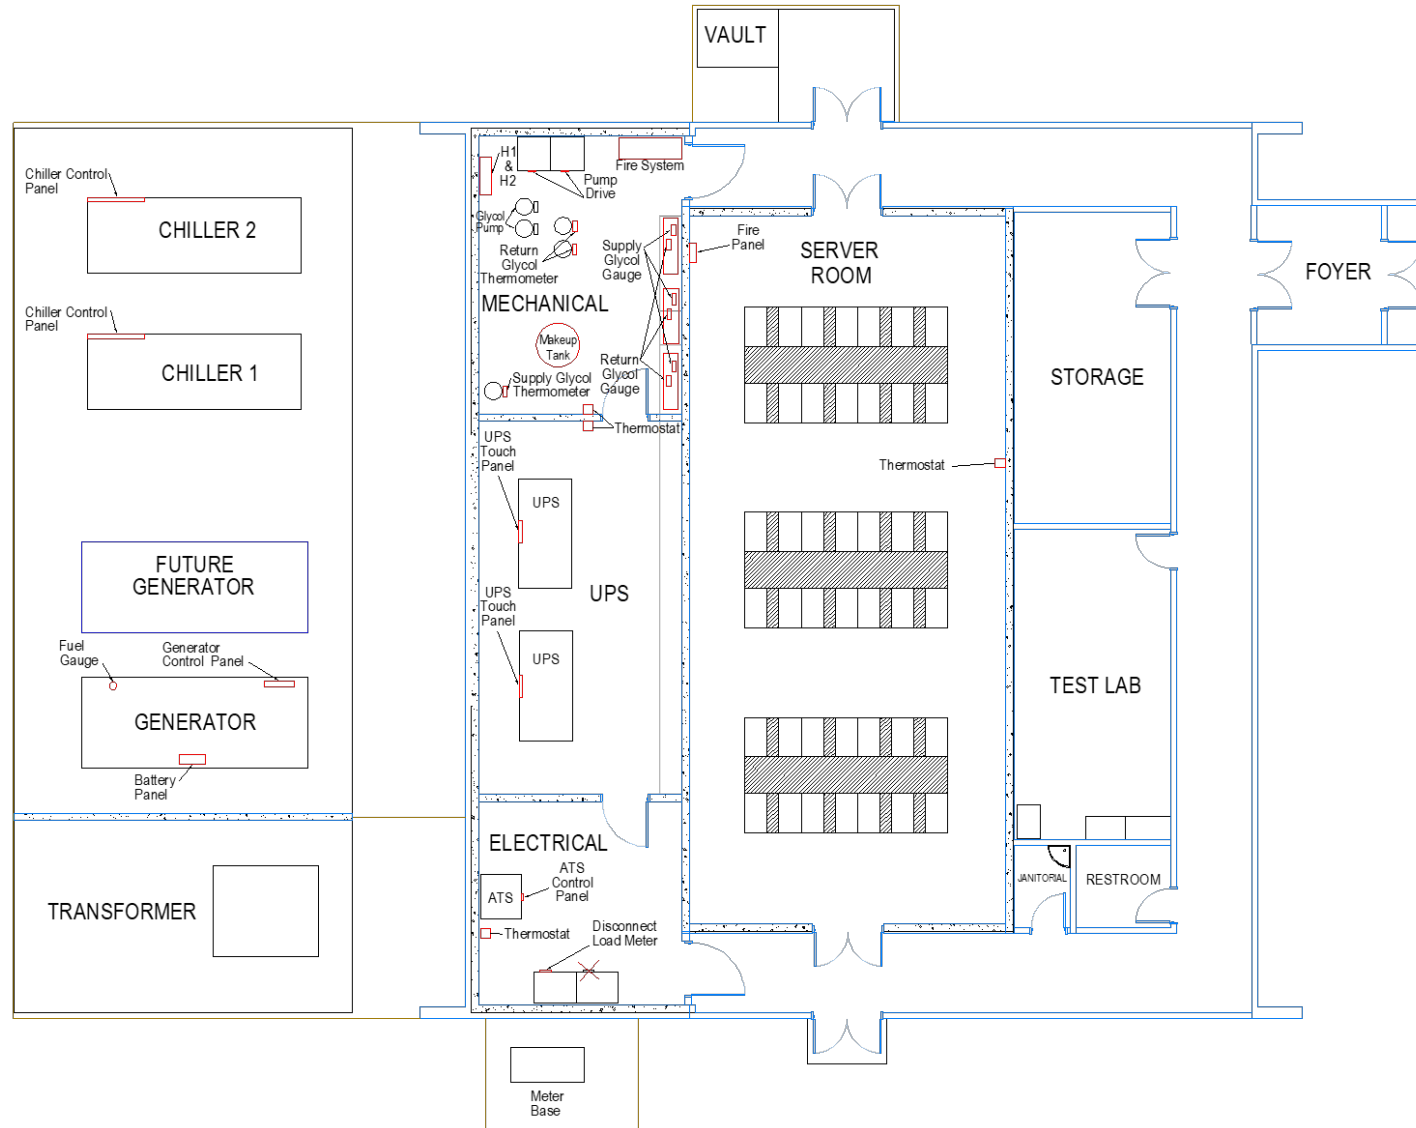 VAULT
Chiller Control
Panel
CHILLER 2
H1
&
H2
Pump
Drive
Fire System
Glycol
Pump
Return
Glycol
Thermometer
Supply
Glycol
Gauge
Fire
Panel
SERVER
ROOM
FOYER
MECHANICAL
Chiller Control
Panel
CHILLER 1
Makeup
Tank
Return
Glycol
Gauge
Supply Glycol
Thermometer
STORAGE
Thermostat
UPS
Touch
Panel
UPS
Thermostat
FUTURE
GENERATOR
UPS
Touch
Panel
UPS
UPS
Fuel
Gauge
Generator
Control Panel
GENERATOR
Battery
Panel
TEST LAB
ELECTRICAL
ATS
Control
Panel
ATS
Thermostat
Disconnect
Load Meter
JANITORIAL
RESTROOM
TRANSFORMER
Meter
Base